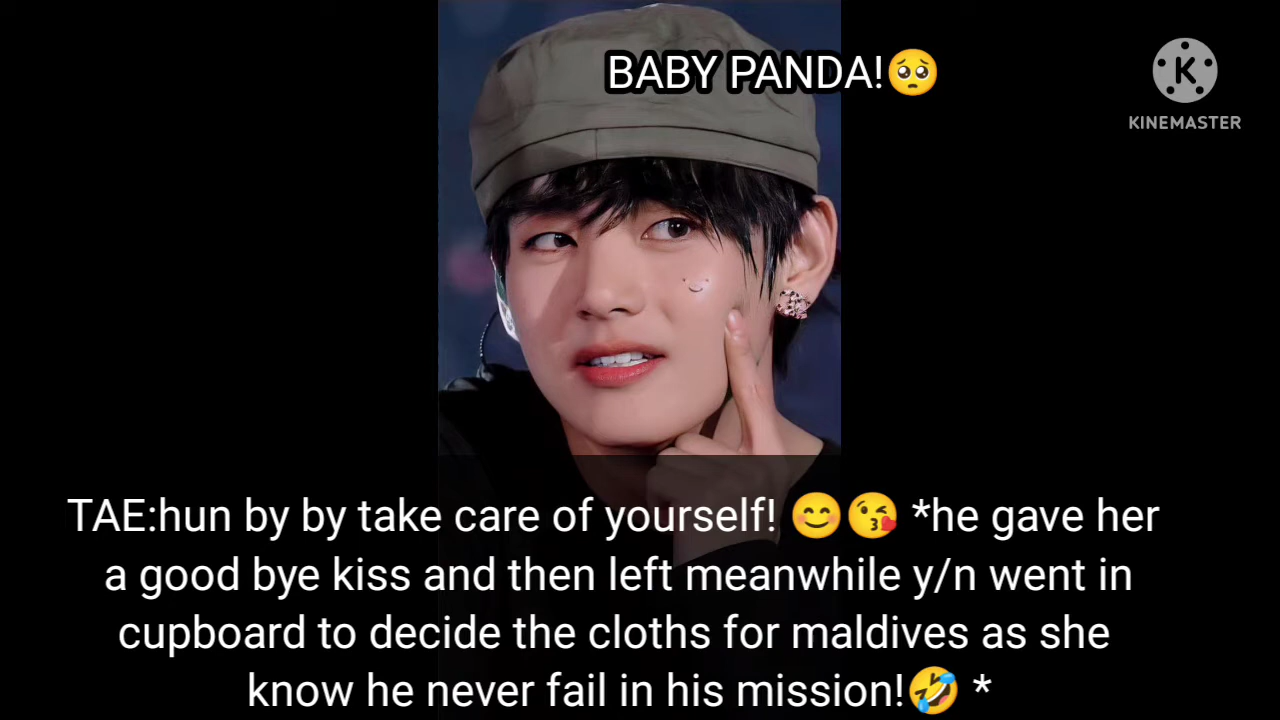 BABY PANDA!🥺
KINEMASTER
TAE:hun by by take care of yourself! 😊😘 *he gave her
a good bye kiss and then left meanwhile y/n went in
cupboard to decide the cloths for maldives as she
know he never fail in his mission!🤣 *